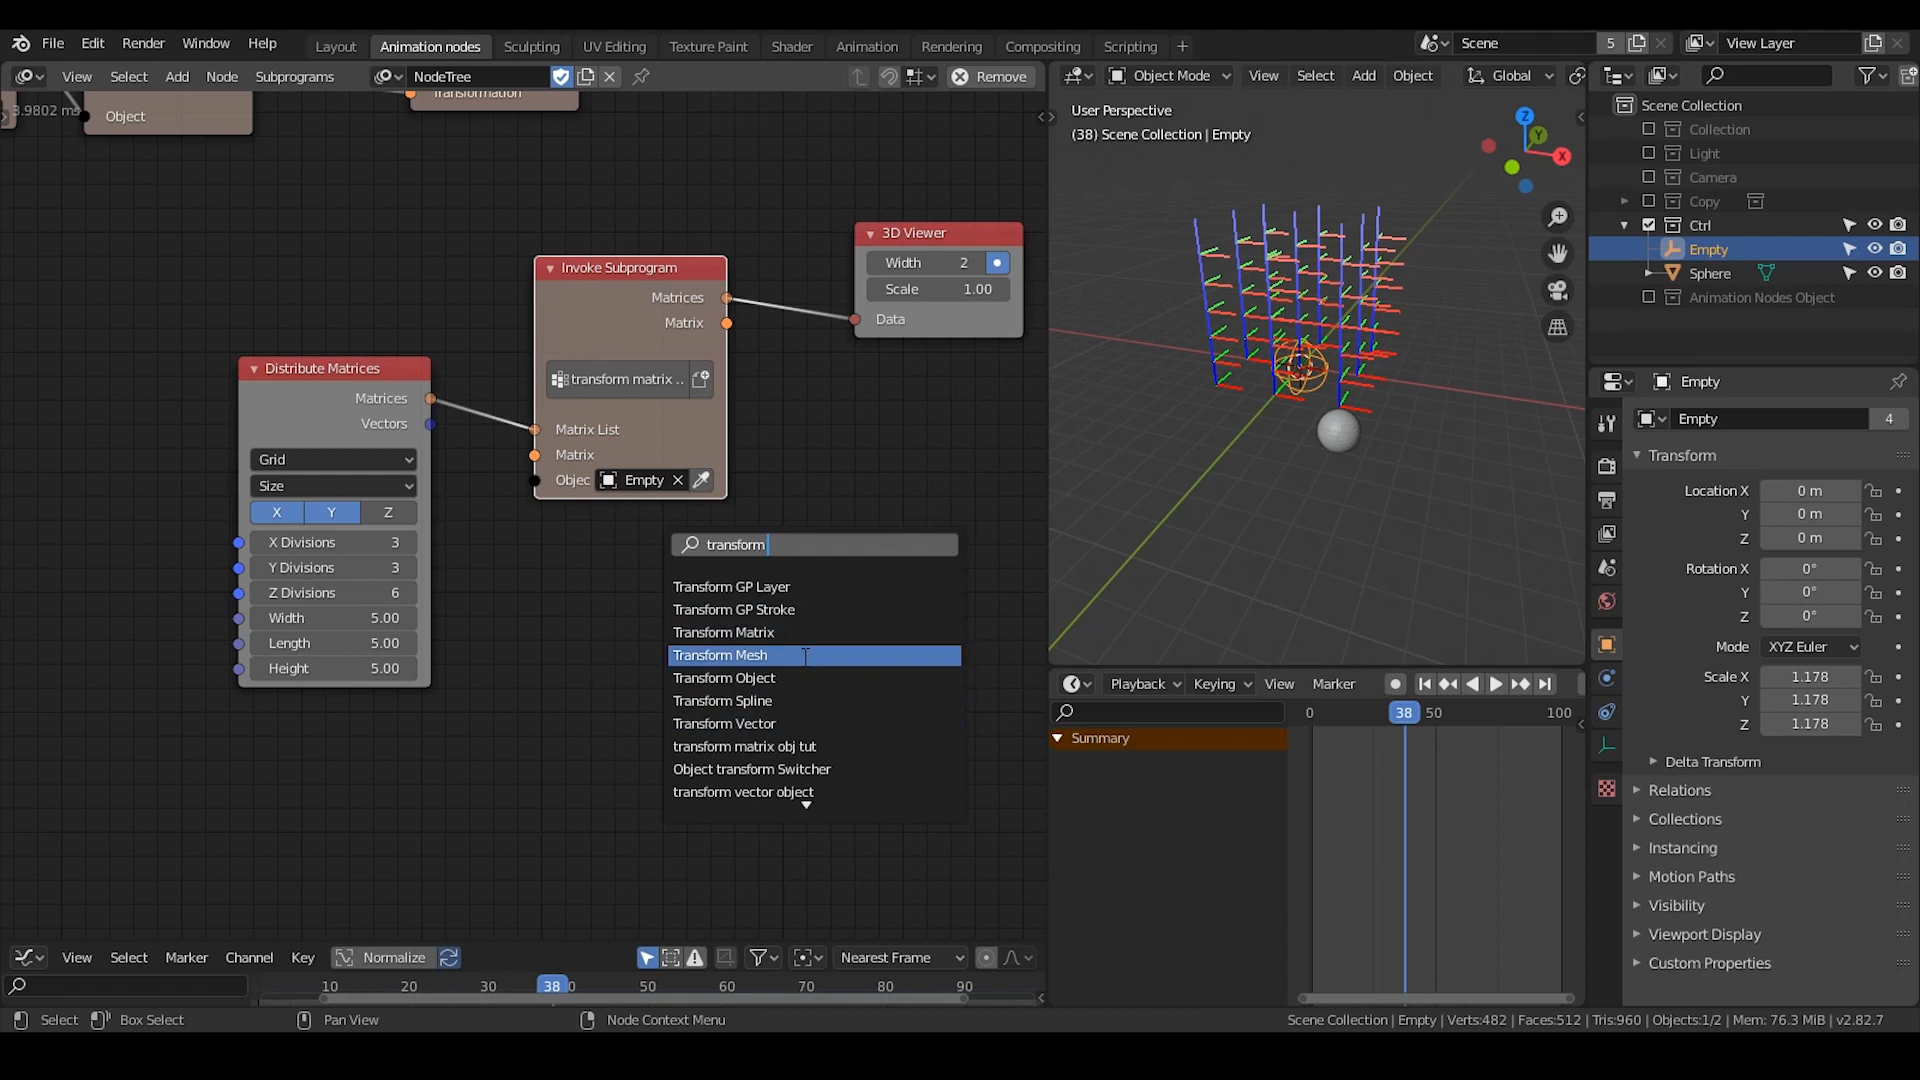 File Edit Render Window Help Layout Animation nodes Sculpting UV Editing Texture Paint Shader Animation Rendering Compositing Scripting + Scene 5 View Layer
View Select Add Node Subprograms NodeTree Remove
3.9802 ms
Object
Transformation
Invoke Subprogram
Matrices
Matrix
transform matrix ..
Matrix List
Matrix
Objec Empty
3D Viewer
Width 2
Scale 1.00
Data
Distribute Matrices
Matrices
Vectors
Grid
Size
X Y Z
X Divisions 3
Y Divisions 3
Z Divisions 6
Width 5.00
Length 5.00
Height 5.00
transform
Transform GP Layer
Transform GP Stroke
Transform Matrix
Transform Mesh
Transform Object
Transform Spline
Transform Vector
transform matrix obj tut
Object transform Switcher
transform vector object
View Select Marker Channel Key Normalize Nearest Frame
10 20 30 38 50 60 70 80 90
Object Mode View Select Add Object Global
User Perspective
(38) Scene Collection | Empty
Z
Y
X
Playback Keying View Marker
0 38 50 100
Summary
Scene Collection
Collection
Light
Camera
Copy
Ctrl
Empty
Sphere
Animation Nodes Object
Empty
Empty 4
Transform
Location X 0 m
Y 0 m
Z 0 m
Rotation X 0°
Y 0°
Z 0°
Mode XYZ Euler
Scale X 1.178
Y 1.178
Z 1.178
Delta Transform
Relations
Collections
Instancing
Motion Paths
Visibility
Viewport Display
Custom Properties
Select Box Select Pan View Node Context Menu Scene Collection | Empty | Verts:482 | Faces:512 | Tris:960 | Objects:1/2 | Mem: 76.3 MiB | v2.82.7